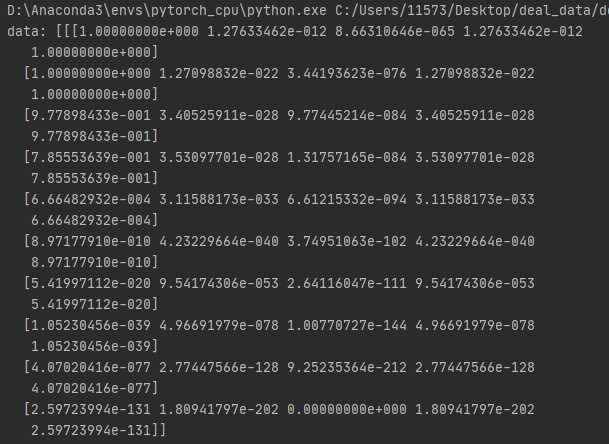 D:\Anaconda3\envs\pytorch_cpu\python.exe C:/Users/11573/Desktop/deal_data/de
data: [[[1.00000000e+000 1.27633462e-012 8.66310646e-065 1.27633462e-012
1.00000000e+000]
[1.00000000e+000 1.27098832e-022 3.44193623e-076 1.27098832e-022
1.00000000e+000]
[9.77898433e-001 3.40525911e-028 9.77445214e-084 3.40525911e-028
9.77898433e-001]
[7.85553639e-001 3.53097701e-028 1.31757165e-084 3.53097701e-028
7.85553639e-001]
[6.66482932e-004 3.11588173e-033 6.61215332e-094 3.11588173e-033
6.66482932e-004]
[8.97177910e-010 4.23229664e-040 3.74951063e-102 4.23229664e-040
8.97177910e-010]
[5.41997112e-020 9.54174306e-053 2.64116047e-111 9.54174306e-053
5.41997112e-020]
[1.05230456e-039 4.96691979e-078 1.00770727e-144 4.96691979e-078
1.05230456e-039]
[4.07020416e-077 2.77447566e-128 9.25235364e-212 2.77447566e-128
4.07020416e-077]
[2.59723994e-131 1.80941797e-202 0.00000000e+000 1.80941797e-202
2.59723994e-131]]